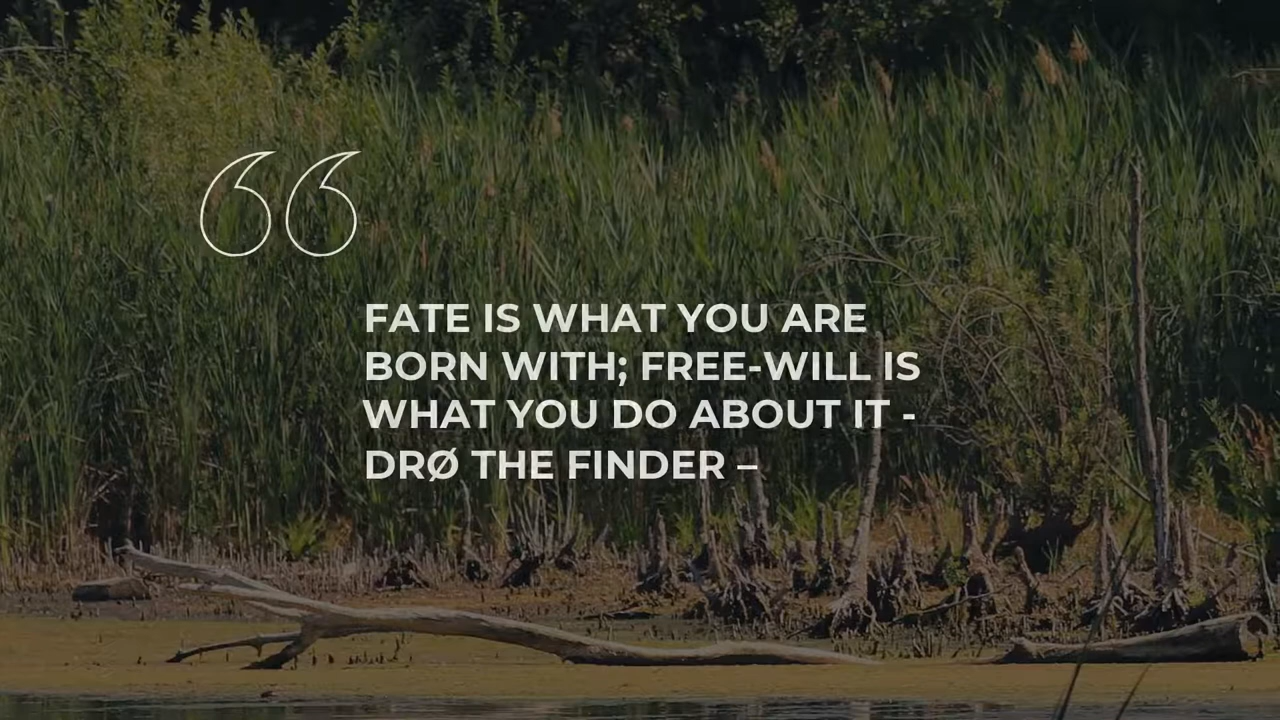 FATE IS WHAT YOU ARE
BORN WITH; FREE-WILL IS
WHAT YOU DO ABOUT IT -
DRØ THE FINDER –